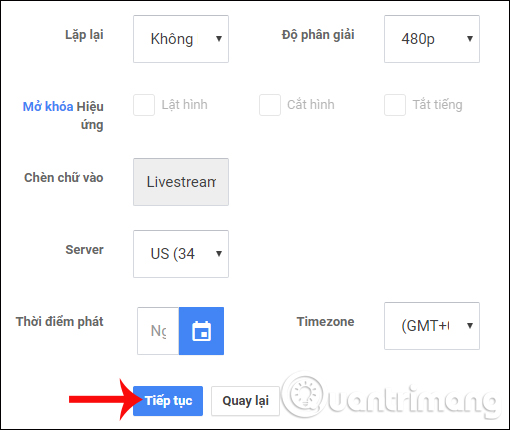 Lặp lại Không Độ phân giải 480p
Mở khóa Hiệu ứng Lật hình Cắt hình Tắt tiếng
Chèn chữ vào Livestream
Server US (34
Thời điểm phát Ng Timezone (GMT+
Tiếp tục Quay lại
Quantrimang